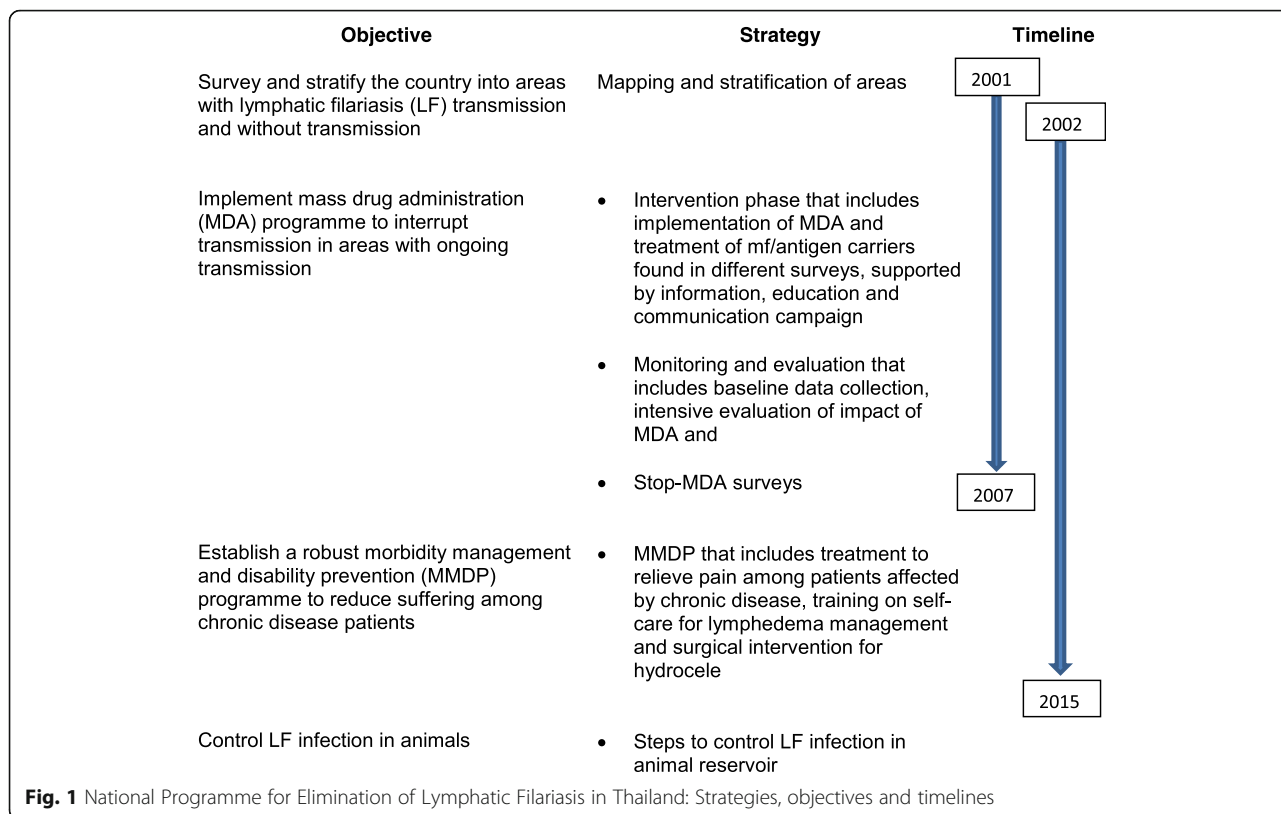 Objective Strategy Timeline
Survey and stratify the country into areas
with lymphatic filariasis (LF) transmission
and without transmission
Mapping and stratification of areas
2001
2002
Implement mass drug administration
(MDA) programme to interrupt
transmission in areas with ongoing
transmission
• Intervention phase that includes
implementation of MDA and
treatment of mf/antigen carriers
found in different surveys, supported
by information, education and
communication campaign
• Monitoring and evaluation that
includes baseline data collection,
intensive evaluation of impact of
MDA and
• Stop-MDA surveys
2007
Establish a robust morbidity management
and disability prevention (MMDP)
programme to reduce suffering among
chronic disease patients
• MMDP that includes treatment to
relieve pain among patients affected
by chronic disease, training on self-
care for lymphedema management
and surgical intervention for
hydrocele
2015
Control LF infection in animals
• Steps to control LF infection in
animal reservoir
Fig. 1 National Programme for Elimination of Lymphatic Filariasis in Thailand: Strategies, objectives and timelines